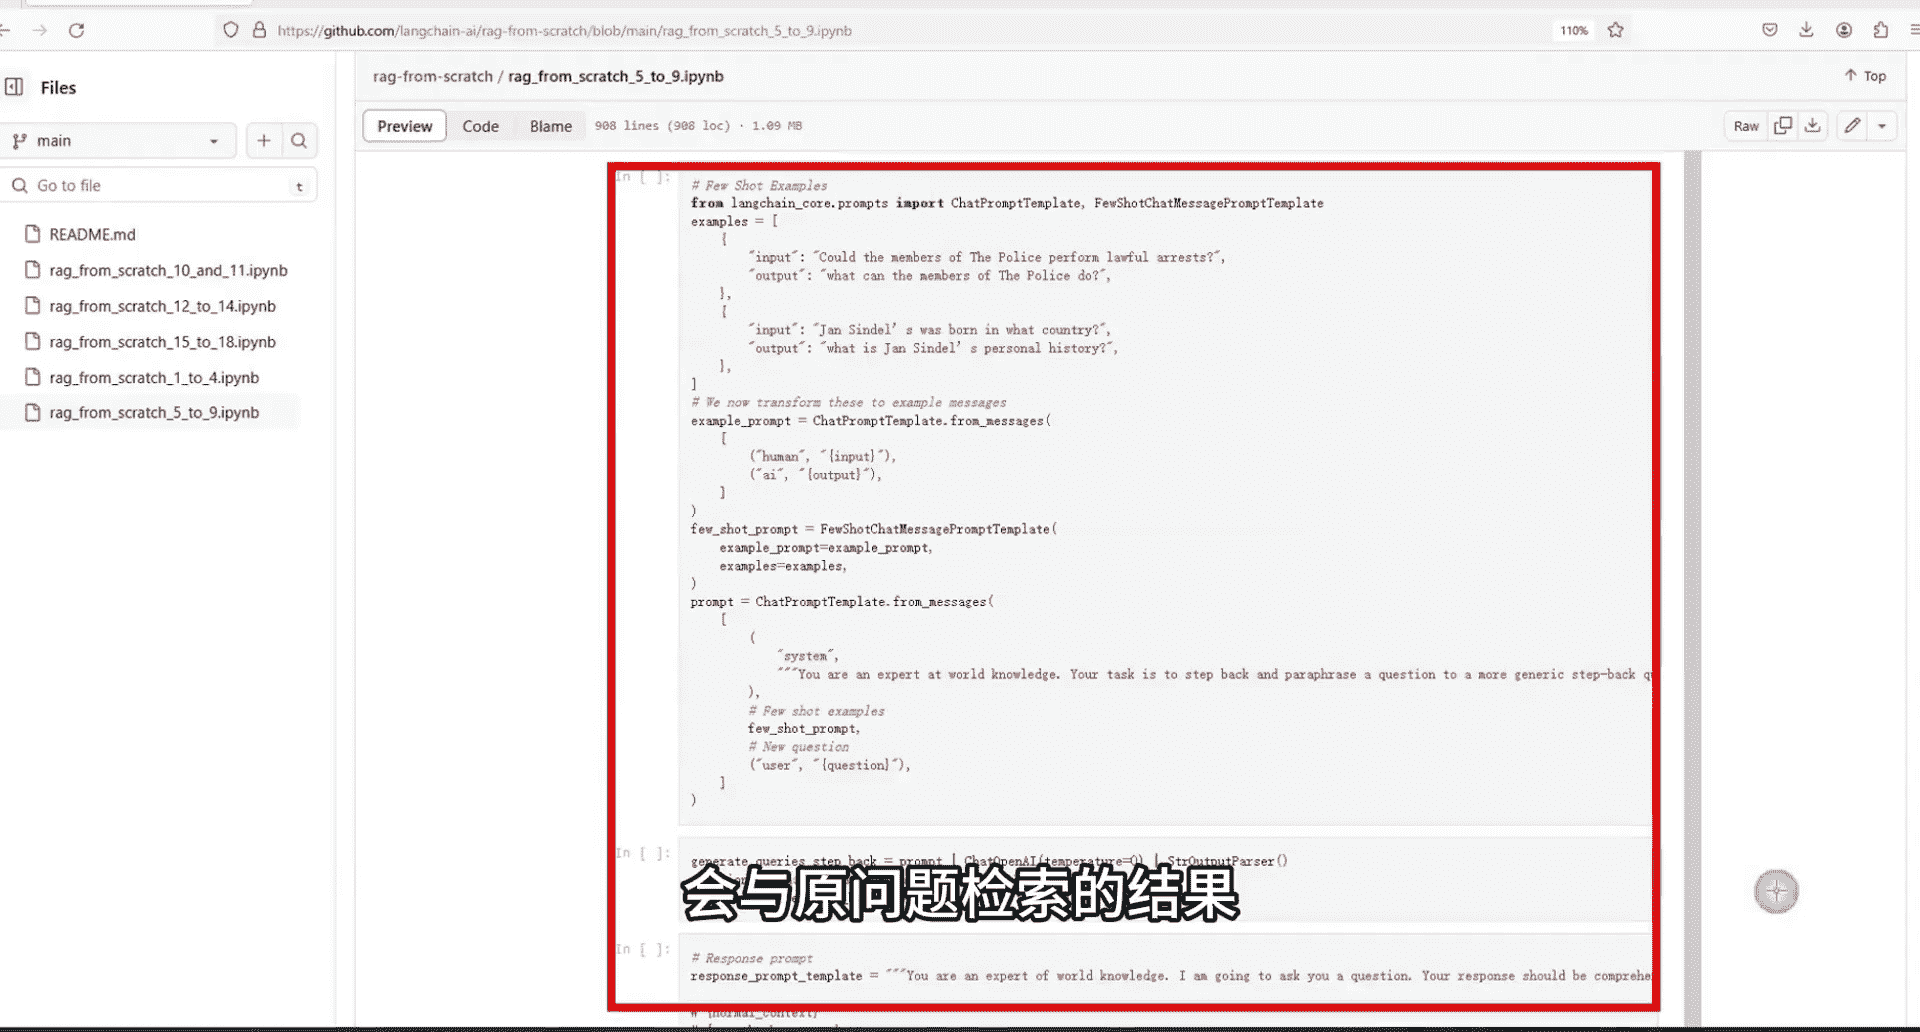 https://github.com/langchain-ai/rag-from-scratch/blob/main/rag_from_scratch_5_to_9.ipynb
110%
Files
rag-from-scratch / rag_from_scratch_5_to_9.ipynb
Top
main
Preview
Code
Blame
908 lines (908 loc) · 1.09 MB
Raw
Go to file
t
README.md
rag_from_scratch_10_and_11.ipynb
rag_from_scratch_12_to_14.ipynb
rag_from_scratch_15_to_18.ipynb
rag_from_scratch_1_to_4.ipynb
rag_from_scratch_5_to_9.ipynb
In [ ]:
# Few Shot Examples
from langchain_core.prompts import ChatPromptTemplate, FewShotChatMessagePromptTemplate
examples = [
{
"input": "Could the members of The Police perform lawful arrests?",
"output": "what can the members of The Police do?",
},
{
"input": "Jan Sindel’s was born in what country?",
"output": "what is Jan Sindel’s personal history?",
},
]
# We now transform these to example messages
example_prompt = ChatPromptTemplate.from_messages(
[
("human", "{input}"),
("ai", "{output}"),
]
)
few_shot_prompt = FewShotChatMessagePromptTemplate(
example_prompt=example_prompt,
examples=examples,
)
prompt = ChatPromptTemplate.from_messages(
[
(
"system",
"""You are an expert at world knowledge. Your task is to step back and paraphrase a question to a more generic step-back
),
# Few shot examples
few_shot_prompt,
# New question
("user", "{question}"),
]
)
In [ ]:
generate_queries_step_back = prompt | ChatOpenAI(temperature=0) | StrOutputParser()
会与原问题检索的结果
In [ ]:
# Response prompt
response_prompt_template = """You are an expert of world knowledge. I am going to ask you a question. Your response should be comprehe
# {normal_context}